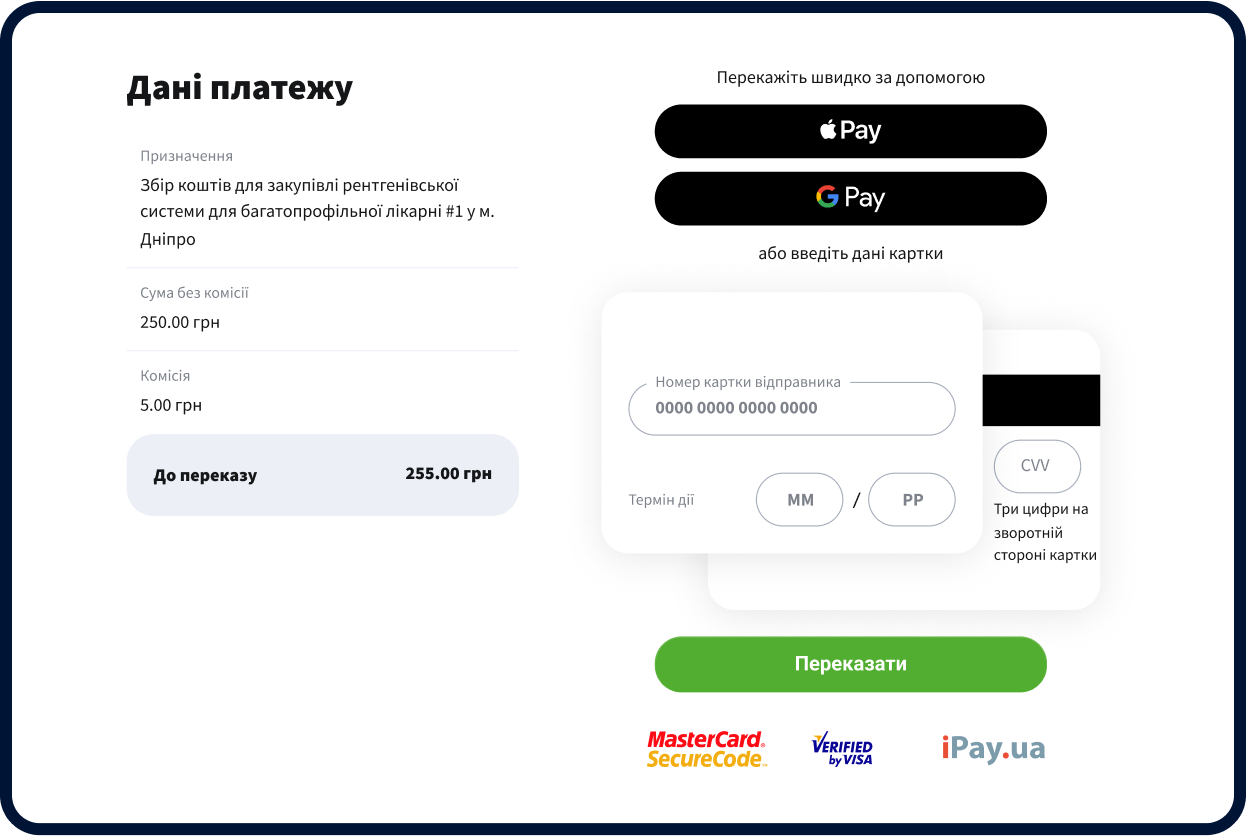 Дані платежу
Призначення
Збір коштів для закупівлі рентгенівської
системи для багатопрофільної лікарні #1 у м.
Дніпро
Сума без комісії
250.00 грн
Комісія
5.00 грн
До переказу 255.00 грн
Перекажіть швидко за допомогою
Pay
G Pay
або введіть дані картки
Номер картки відправника
0000 0000 0000 0000
Термін дії MM / РР
CVV
Три цифри на
зворотній
стороні картки
Переказати
MasterCard®
SecureCode™
VERIFIED
by VISA
iPay.ua